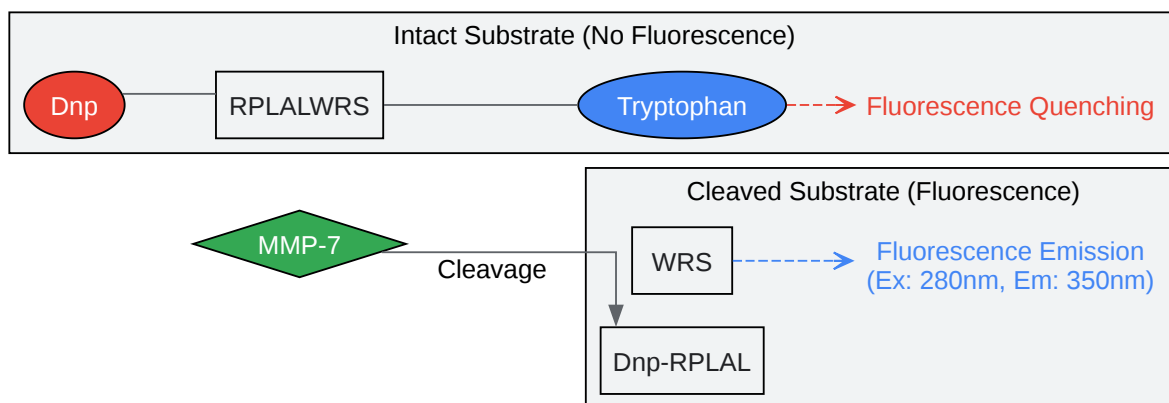 Intact Substrate (No Fluorescence)
Dnp
RPLALWRS
Tryptophan
Fluorescence Quenching
Cleaved Substrate (Fluorescence)
MMP-7
Cleavage
WRS
Fluorescence Emission
(Ex: 280nm, Em: 350nm)
Dnp-RPLAL